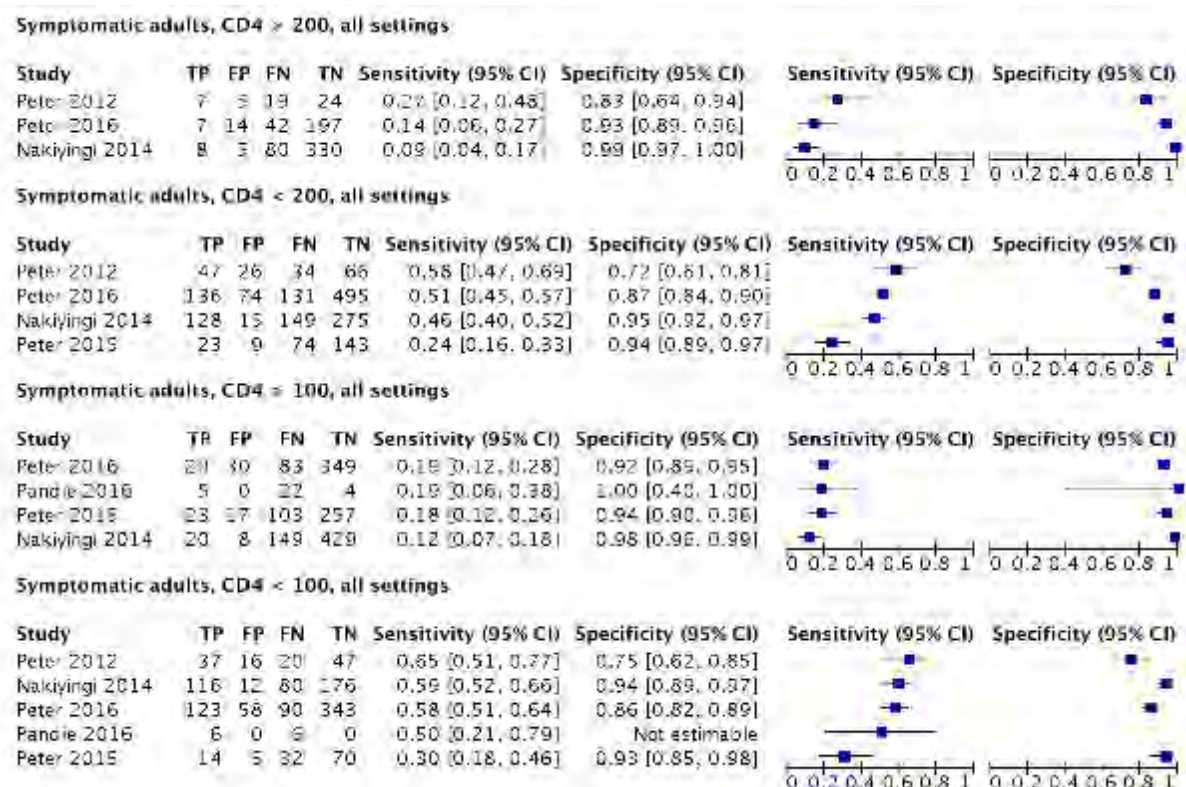 Symptomatic adults, CD4 > 200, all settings
Study TP FP FN TN Sensitivity (95% CI) Specificity (95% CI) Sensitivity (95% CI) Specificity (95% CI)
Peter 2012 7 5 19 24 0.27 [0.12, 0.48] 0.83 [0.64, 0.94]
Peter 2016 7 14 42 197 0.14 [0.06, 0.27] 0.93 [0.89, 0.96]
Nakiyingi 2014 8 5 80 330 0.09 [0.04, 0.17] 0.99 [0.97, 1.00]
0 0.2 0.4 0.6 0.8 1 0 0.2 0.4 0.6 0.8 1
Symptomatic adults, CD4 < 200, all settings
Study TP FP FN TN Sensitivity (95% CI) Specificity (95% CI) Sensitivity (95% CI) Specificity (95% CI)
Peter 2012 47 26 34 66 0.58 [0.47, 0.69] 0.72 [0.61, 0.81]
Peter 2016 136 74 131 495 0.51 [0.45, 0.57] 0.87 [0.84, 0.90]
Nakiyingi 2014 128 15 149 275 0.46 [0.40, 0.52] 0.95 [0.92, 0.97]
Peter 2015 23 9 74 143 0.24 [0.16, 0.33] 0.94 [0.89, 0.97]
0 0.2 0.4 0.6 0.8 1 0 0.2 0.4 0.6 0.8 1
Symptomatic adults, CD4 ≥ 100, all settings
Study TP FP FN TN Sensitivity (95% CI) Specificity (95% CI) Sensitivity (95% CI) Specificity (95% CI)
Peter 2016 20 30 83 349 0.19 [0.12, 0.28] 0.92 [0.89, 0.95]
Pandie 2016 5 0 22 4 0.19 [0.06, 0.38] 1.00 [0.40, 1.00]
Peter 2015 23 17 103 257 0.18 [0.12, 0.26] 0.94 [0.90, 0.96]
Nakiyingi 2014 20 8 149 429 0.12 [0.07, 0.18] 0.98 [0.96, 0.99]
0 0.2 0.4 0.6 0.8 1 0 0.2 0.4 0.6 0.8 1
Symptomatic adults, CD4 < 100, all settings
Study TP FP FN TN Sensitivity (95% CI) Specificity (95% CI) Sensitivity (95% CI) Specificity (95% CI)
Peter 2012 37 16 20 47 0.65 [0.51, 0.77] 0.75 [0.62, 0.85]
Nakiyingi 2014 116 12 80 176 0.59 [0.52, 0.66] 0.94 [0.89, 0.97]
Peter 2016 123 58 90 343 0.58 [0.51, 0.64] 0.86 [0.82, 0.89]
Pandie 2016 6 0 6 0 0.50 [0.21, 0.79] Not estimable
Peter 2015 14 5 32 70 0.30 [0.18, 0.46] 0.93 [0.85, 0.98]
0 0.2 0.4 0.6 0.8 1 0 0.2 0.4 0.6 0.8 1